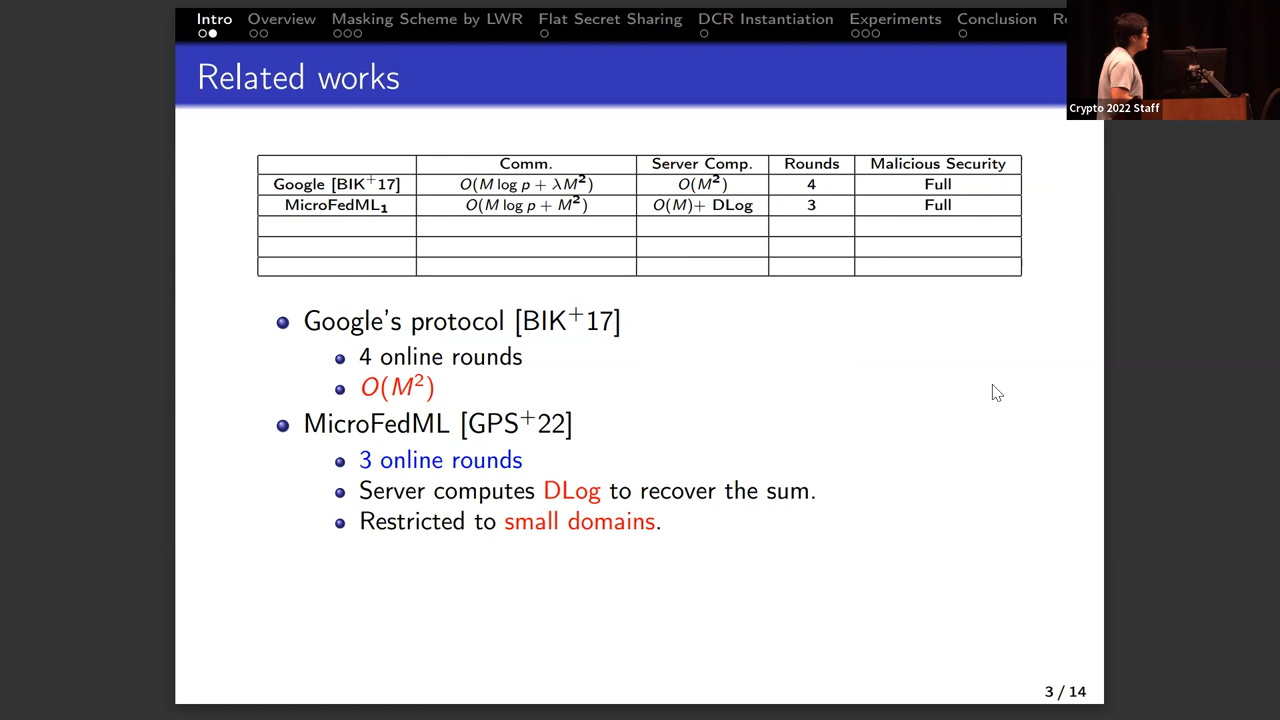 Intro Overview Masking Scheme by LWR Flat Secret Sharing DCR Instantiation Experiments Conclusion Re
Related works
Crypto 2022 Staff
Comm. Server Comp. Rounds Malicious Security
Google [BIK+17] O(M log p + λM²) O(M²) 4 Full
MicroFedML₁ O(M log p + M²) O(M)+ DLog 3 Full
Google's protocol [BIK+17]
4 online rounds
O(M²)
MicroFedML [GPS+22]
3 online rounds
Server computes DLog to recover the sum.
Restricted to small domains.
3 / 14